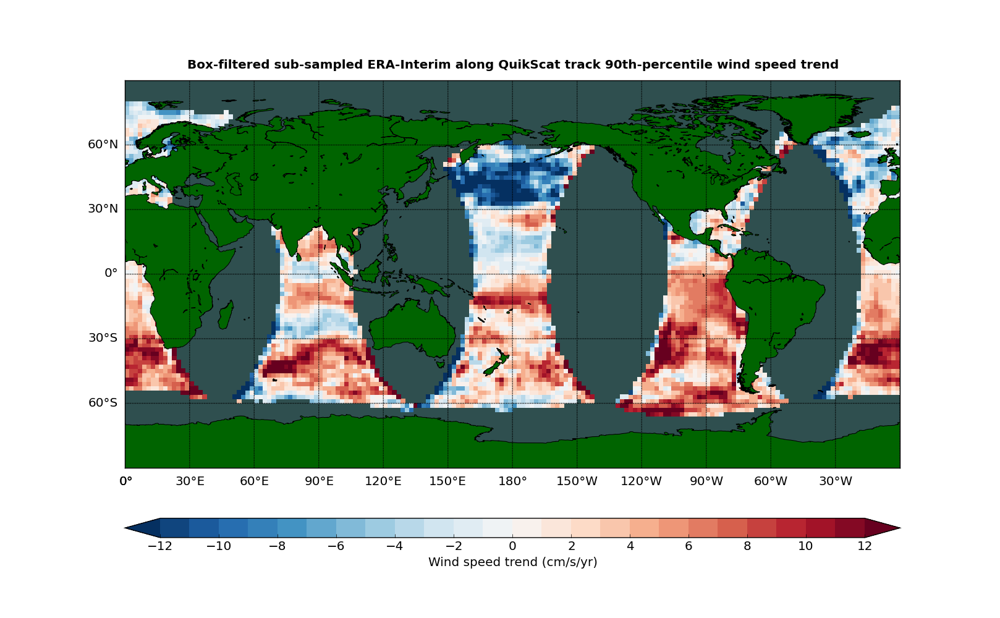 Box-filtered sub-sampled ERA-Interim along QuikScat track 90th-percentile wind speed trend
60°N
30°N
0°
30°S
60°S
0° 30°E 60°E 90°E 120°E 150°E 180° 150°W 120°W 90°W 60°W 30°W
−12 −10 −8 −6 −4 −2 0 2 4 6 8 10 12
Wind speed trend (cm/s/yr)